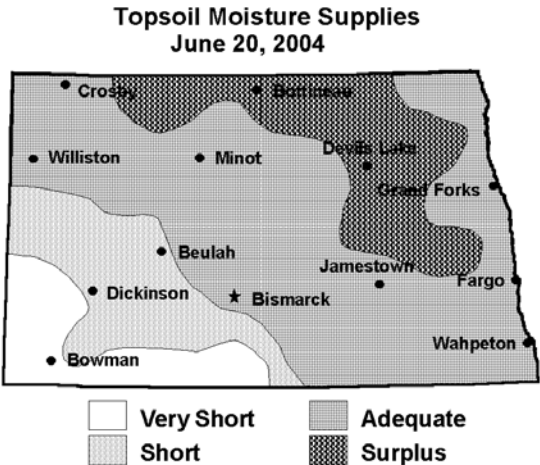 Topsoil Moisture Supplies
June 20, 2004
Crosby
Bottineau
Devils Lake
Williston
Minot
Grand Forks
Beulah
Jamestown
Fargo
Dickinson
Bismarck
Wahpeton
Bowman
Very Short
Adequate
Short
Surplus